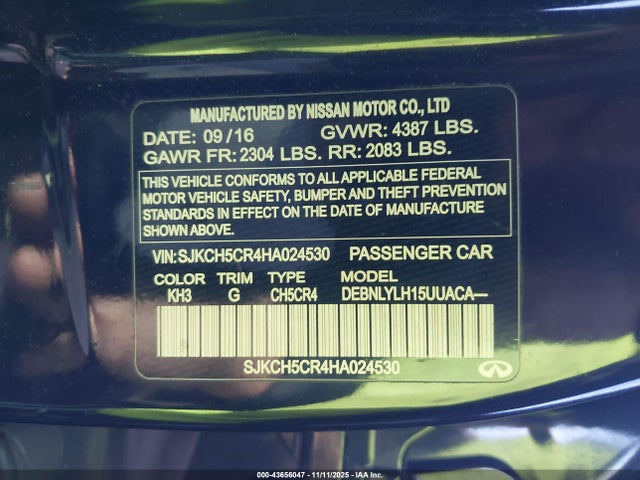 MANUFACTURED BY NISSAN MOTOR CO., LTD
DATE: 09/16 GVWR: 4387 LBS.
GAWR FR: 2304 LBS. RR: 2083 LBS.
THIS VEHICLE CONFORMS TO ALL APPLICABLE FEDERAL
MOTOR VEHICLE SAFETY, BUMPER AND THEFT PREVENTION
STANDARDS IN EFFECT ON THE DATE OF MANUFACTURE
SHOWN ABOVE.
VIN: SJKCH5CR4HA024530 PASSENGER CAR
COLOR TRIM TYPE MODEL
KH3 G CH5CR4 DEBNLYLH15UUACA—
SJKCH5CR4HA024530
000-43656047 - 11/11/2025 - IAA Inc.